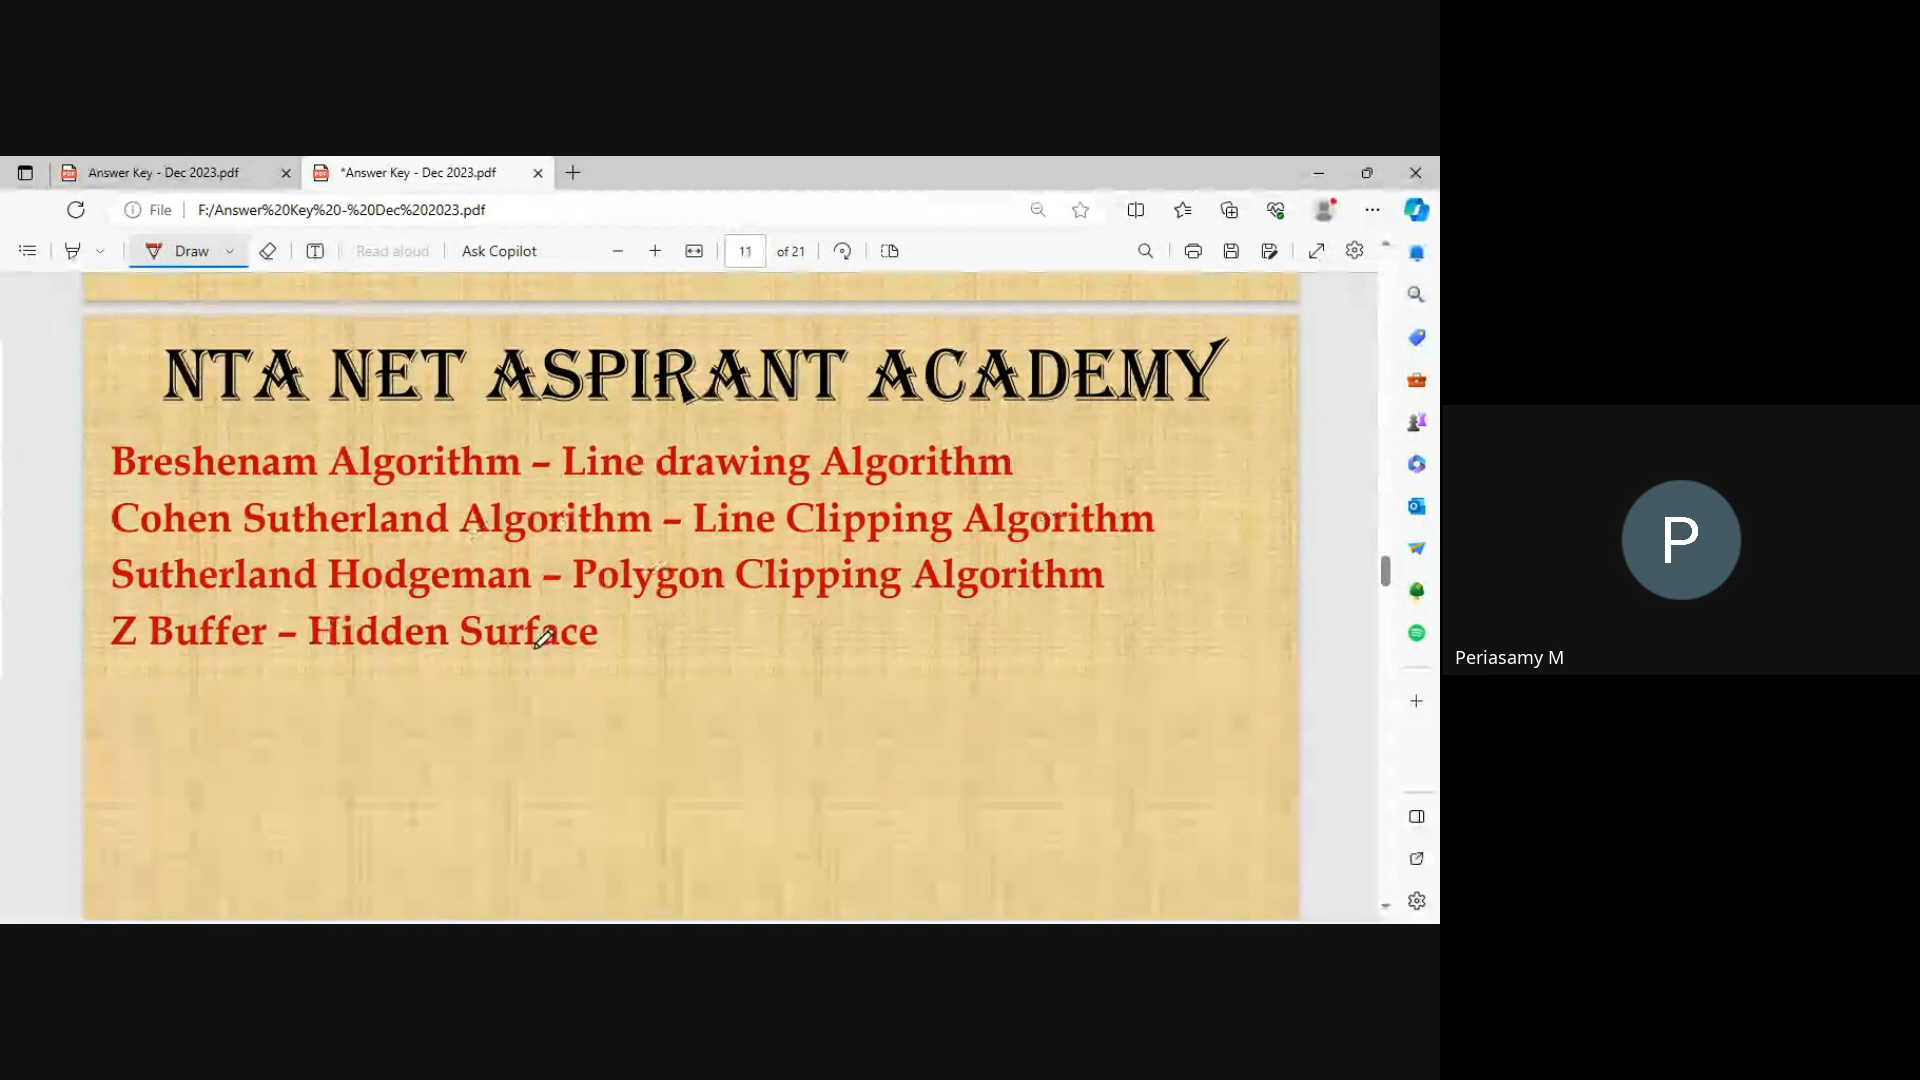 Answer Key - Dec 2023.pdf
*Answer Key - Dec 2023.pdf
File
F:/Answer%20Key%20-%20Dec%202023.pdf
Draw
Read aloud
Ask Copilot
11 of 21
NTA NET ASPIRANT ACADEMY
Breshenam Algorithm – Line drawing Algorithm
Cohen Sutherland Algorithm – Line Clipping Algorithm
Sutherland Hodgeman – Polygon Clipping Algorithm
Z Buffer – Hidden Surface
P
Periasamy M